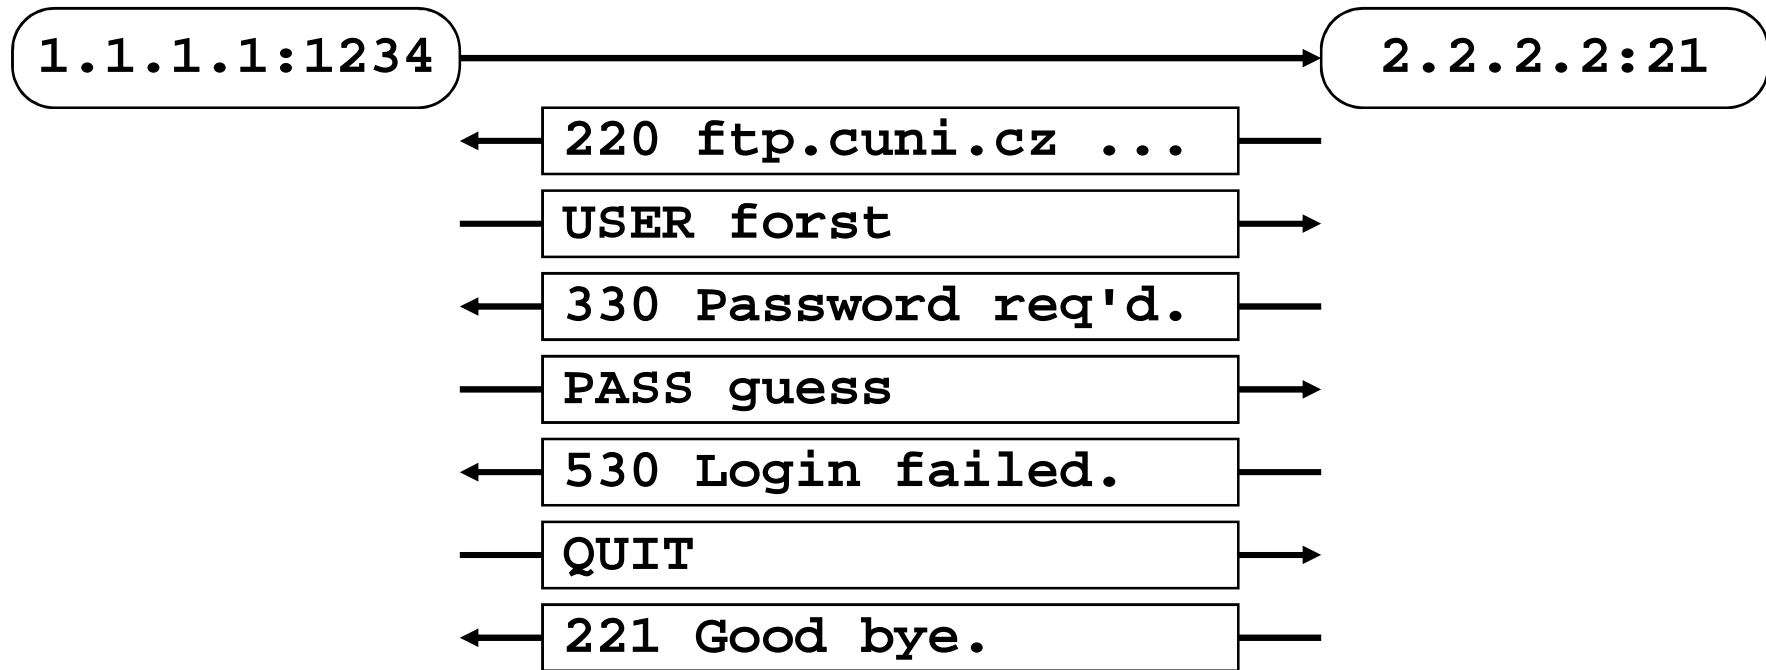 1.1.1.1:1234 2.2.2.2:21
220 ftp.cuni.cz ...
USER forst
330 Password req'd.
PASS guess
530 Login failed.
QUIT
221 Good bye.